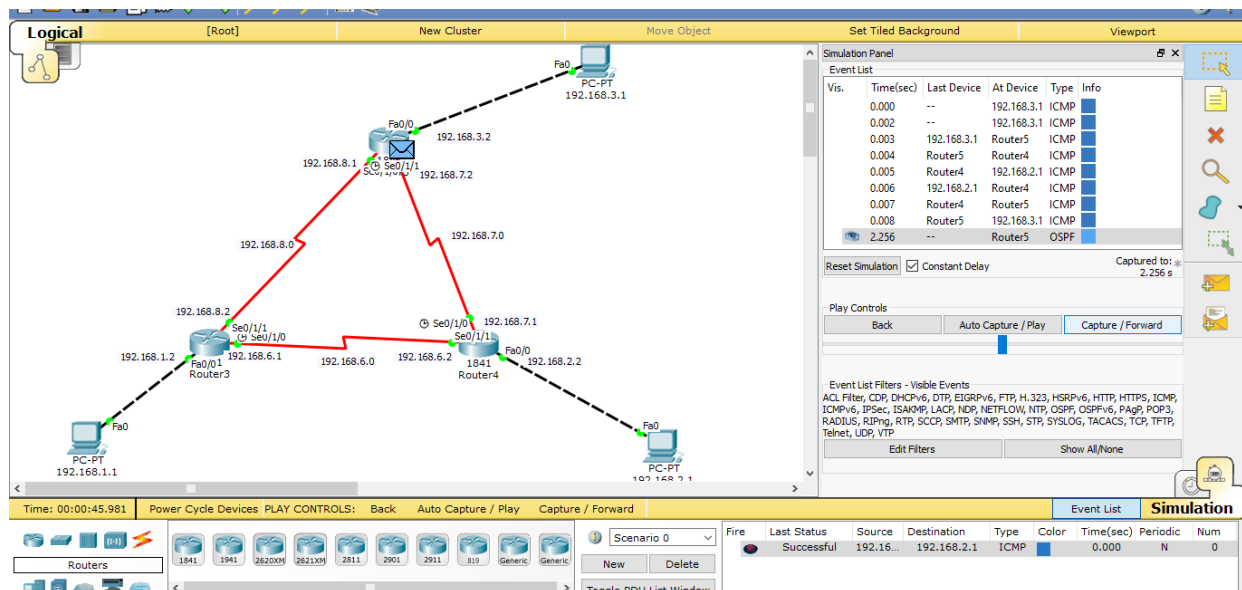 Logical [Root] New Cluster Move Object Set Tiled Background Viewport
Fa0
PC-PT
192.168.3.1
Fa0/0
192.168.3.2
192.168.8.1
Se0/1/1
192.168.7.2
192.168.8.0
192.168.7.0
192.168.8.2
Se0/1/1
Se0/1/0
192.168.1.2
Fa0/0
192.168.6.1
Router3
192.168.6.0
Se0/1/0
192.168.7.1
Se0/1/1
192.168.6.2
Fa0/0
192.168.2.2
1841
Router4
Fa0
PC-PT
192.168.1.1
Fa0
PC-PT
192.168.2.1
Simulation Panel
Event List
Vis. Time(sec) Last Device At Device Type Info
0.000 -- 192.168.3.1 ICMP
0.002 -- 192.168.3.1 ICMP
0.003 192.168.3.1 Router5 ICMP
0.004 Router5 Router4 ICMP
0.005 Router4 192.168.2.1 ICMP
0.006 192.168.2.1 Router4 ICMP
0.007 Router4 Router5 ICMP
0.008 Router5 192.168.3.1 ICMP
2.256 -- Router5 OSPF
Reset Simulation Constant Delay Captured to: *
2.256 s
Play Controls
Back Auto Capture / Play Capture / Forward
Event List Filters - Visible Events
ACL Filter, CDP, DHCPv6, DTP, EIGRPv6, FTP, H.323, HSRPv6, HTTP, HTTPS, ICMP,
ICMPv6, IPSec, ISAKMP, LACP, NDP, NETFLOW, NTP, OSPF, OSPFv6, PAgP, POP3,
RADIUS, RIPng, RTP, SCCP, SMTP, SNMP, SSH, STP, SYSLOG, TACACS, TCP, TFTP,
Telnet, UDP, VTP
Edit Filters Show All/None
Time: 00:00:45.981 Power Cycle Devices PLAY CONTROLS: Back Auto Capture / Play Capture / Forward Event List Simulation
Routers
1841 1941 2620XM 2621XM 2811 2901 2911 819 Generic Generic
Scenario 0
New Delete
Toggle PDU List Window
Fire Last Status Source Destination Type Color Time(sec) Periodic Num
Successful 192.16... 192.168.2.1 ICMP 0.000 N 0